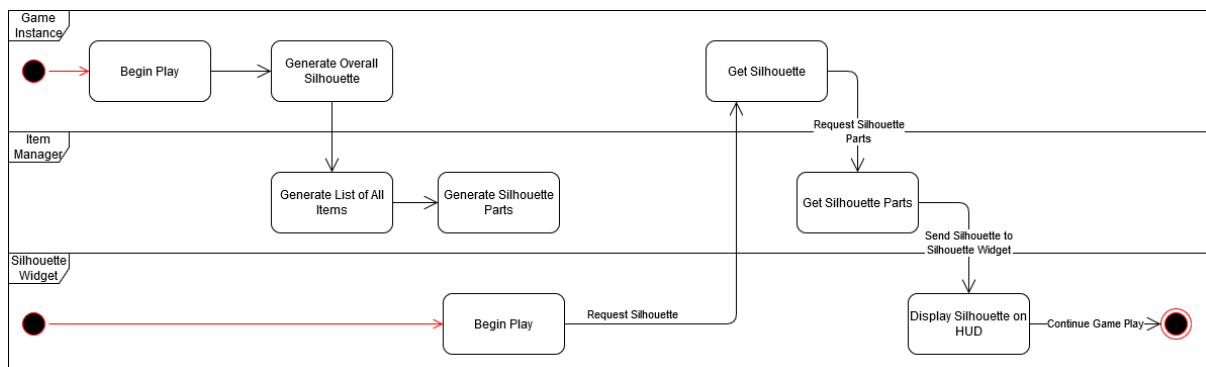 Game
Instance
Begin Play
Generate Overall
Silhouette
Get Silhouette
Request Silhouette
Parts
Item
Manager
Generate List of All
Items
Generate Silhouette
Parts
Get Silhouette Parts
Send Silhouette to
Silhouette Widget
Silhouette
Widget
Begin Play
Request Silhouette
Display Silhouette on
HUD
Continue Game Play